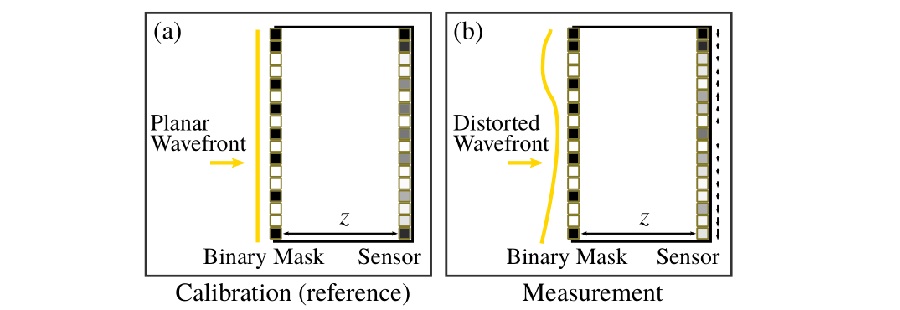 (a)
Planar
Wavefront
z
Binary Mask Sensor
Calibration (reference)
(b)
Distorted
Wavefront
z
Binary Mask Sensor
Measurement